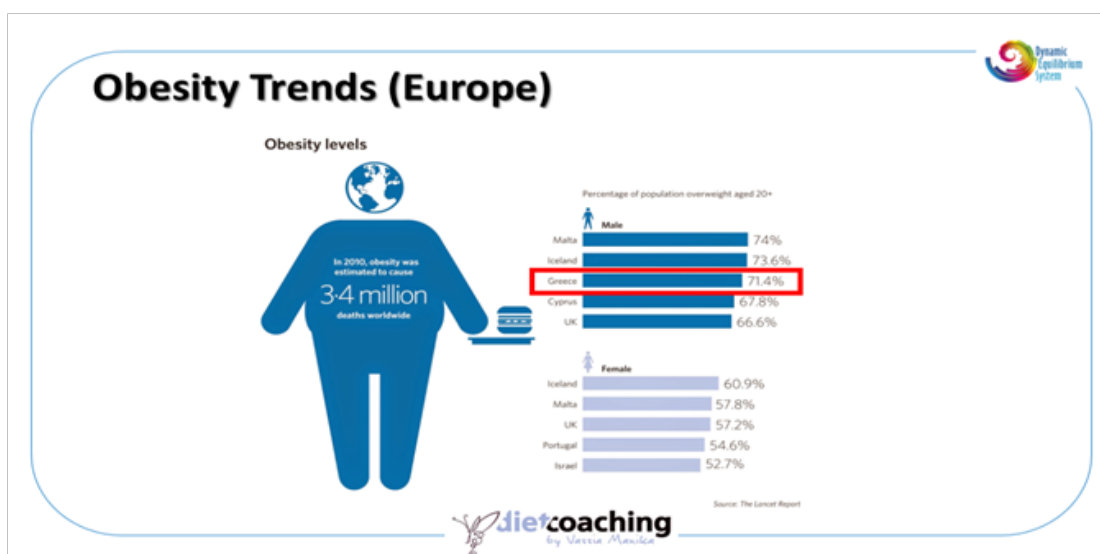 Dynamic
Equilibrium
System
Obesity Trends (Europe)
Obesity levels
In 2010, obesity was
estimated to cause
3·4 million
deaths worldwide
Percentage of population overweight aged 20+
Male
Malta 74%
Iceland 73.6%
Greece 71.4%
Cyprus 67.8%
UK 66.6%
Female
Iceland 60.9%
Malta 57.8%
UK 57.2%
Portugal 54.6%
Israel 52.7%
Source: The Lancet Report
dietcoaching
by Vassia Manika